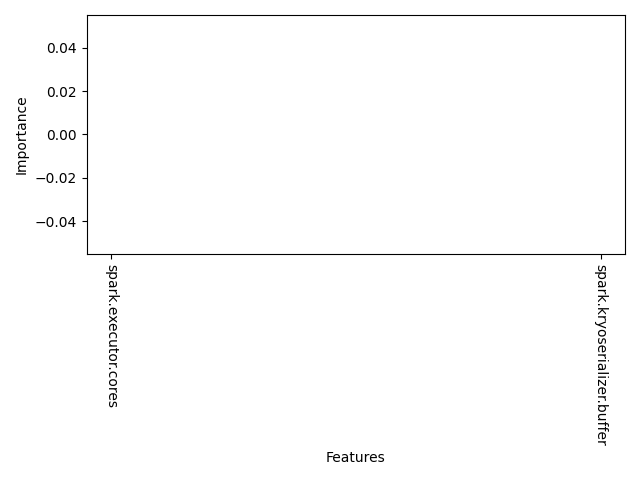 Importance
0.04
0.02
0.00
−0.02
−0.04
spark.executor.cores
spark.kryoserializer.buffer
Features